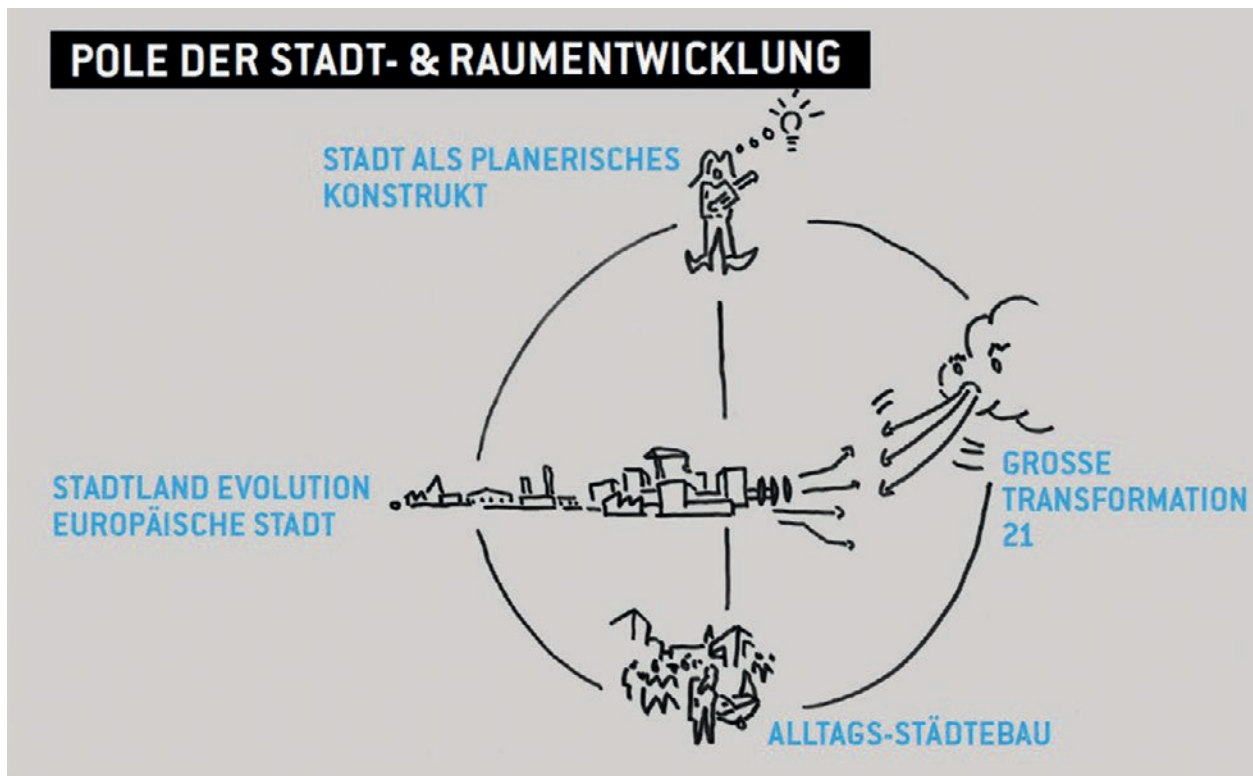 POLE DER STADT- & RAUMENTWICKLUNG
STADT ALS PLANERISCHES
KONSTRUKT
STADTLAND EVOLUTION
EUROPÄISCHE STADT
GROSSE
TRANSFORMATION
21
ALLTAGS-STÄDTEBAU